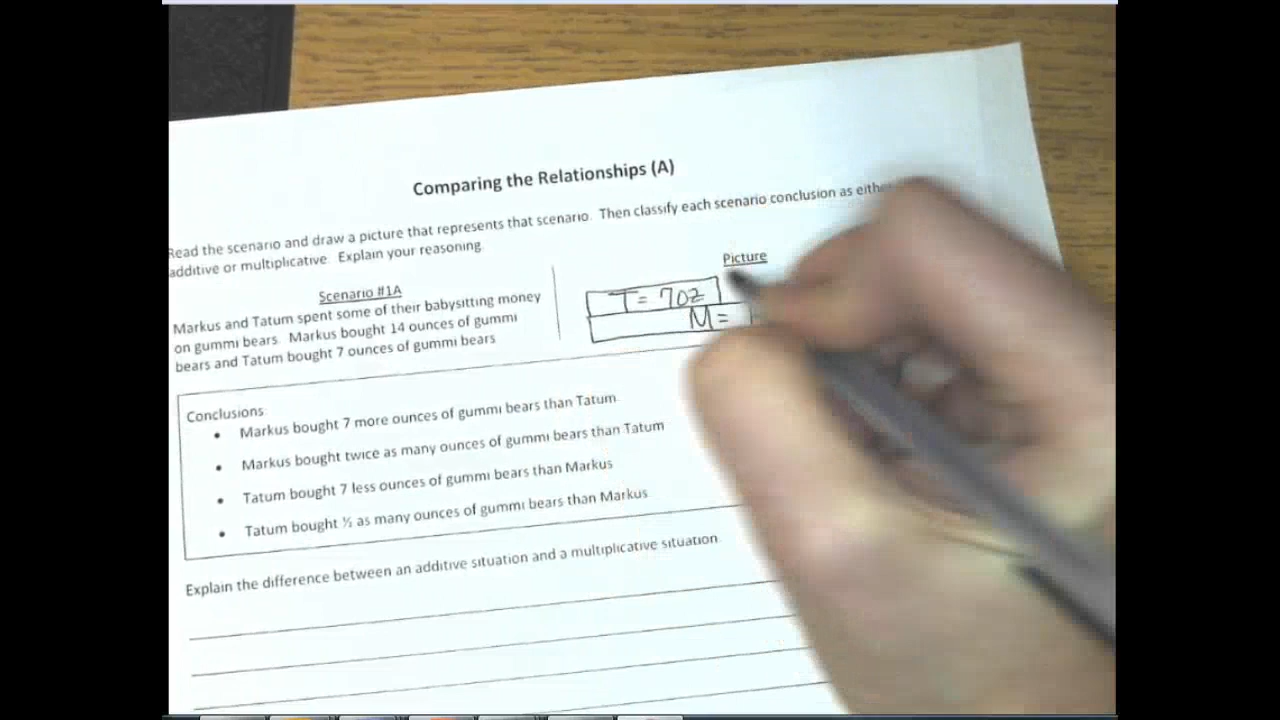 Comparing the Relationships (A)
Read the scenario and draw a picture that represents that scenario. Then classify each scenario conclusion as
additive or multiplicative. Explain your reasoning.
Picture
Scenario #1A
Markus and Tatum spent some of their babysitting money
on gummi bears. Markus bought 14 ounces of gummi
bears and Tatum bought 7 ounces of gummi bears
T = 7oz
M =
Conclusions
• Markus bought 7 more ounces of gummi bears than Tatum.
• Markus bought twice as many ounces of gummi bears than Tatum
• Tatum bought 7 less ounces of gummi bears than Markus
• Tatum bought ½ as many ounces of gummi bears than Markus
Explain the difference between an additive situation and a multiplicative situation.